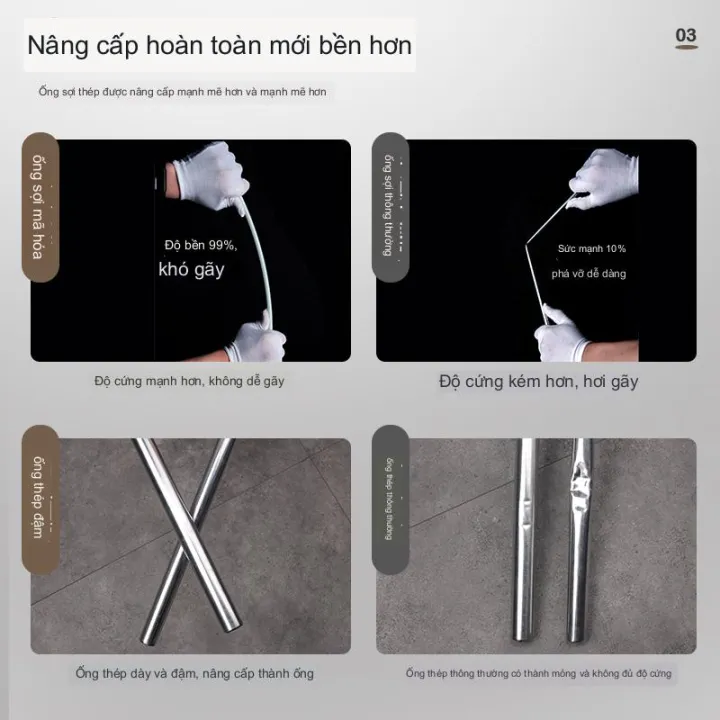 Nâng cấp hoàn toàn mới bền hơn
03
Ống sợi thép được nâng cấp mạnh mẽ hơn và mạnh mẽ hơn
ống sợi mã hóa
Độ bền 99%,
khó gãy
ống sợi thông thường
Sức mạnh 10%
phá vỡ dễ dàng
Độ cứng mạnh hơn, không dễ gãy
Độ cứng kém hơn, hơi gãy
ống thép đậm
ống thép thông thường
Ống thép dày và đậm, nâng cấp thành ống
Ống thép thông thường có thành mỏng và không đủ độ cứng